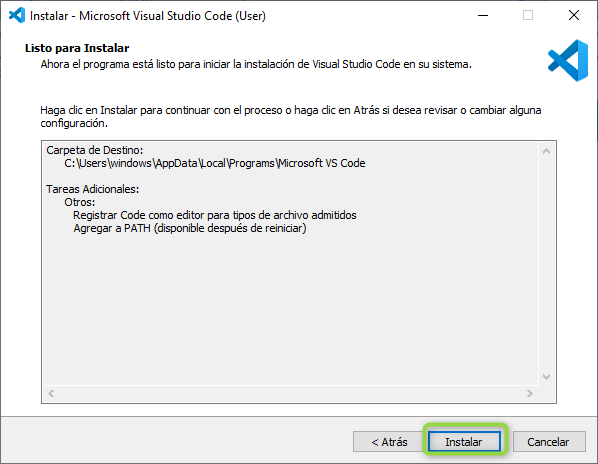 Instalar - Microsoft Visual Studio Code (User)
Listo para Instalar
Ahora el programa está listo para iniciar la instalación de Visual Studio Code en su sistema.
Haga clic en Instalar para continuar con el proceso o haga clic en Atrás si desea revisar o cambiar alguna
configuración.
Carpeta de Destino:
C:\Users\windows\AppData\Local\Programs\Microsoft VS Code
Tareas Adicionales:
Otros:
Registrar Code como editor para tipos de archivo admitidos
Agregar a PATH (disponible después de reiniciar)
< Atrás Instalar Cancelar